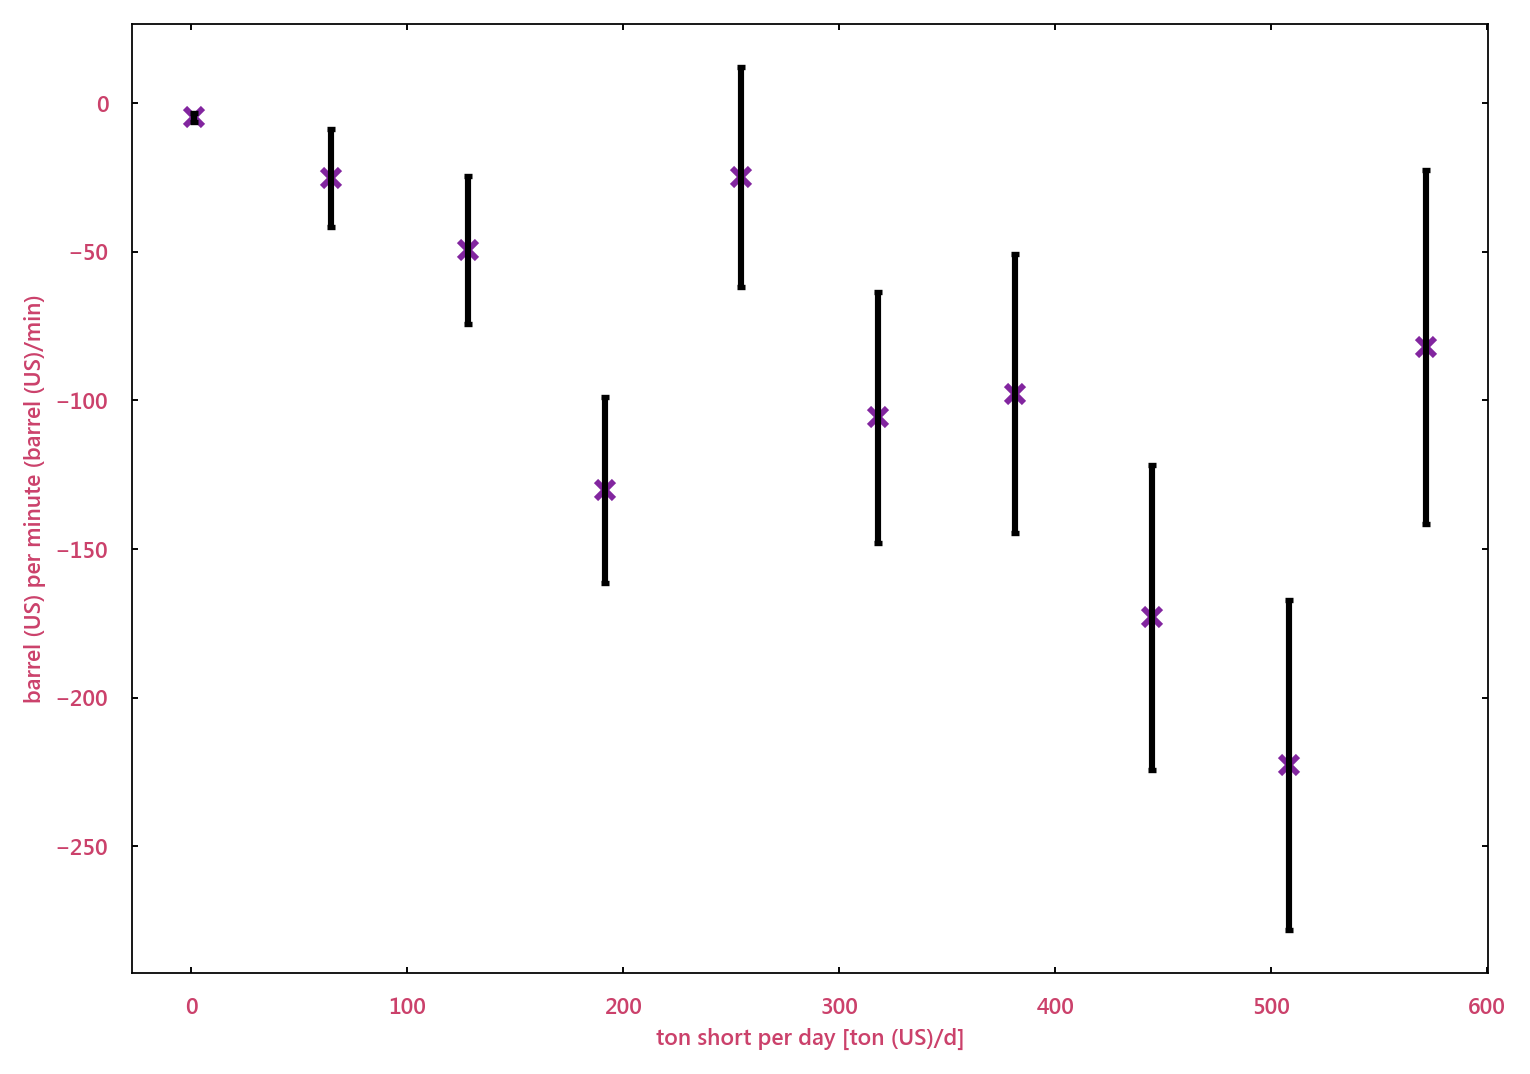 0
−50
−100
−150
−200
−250
barrel (US) per minute (barrel (US)/min)
0 100 200 300 400 500 600
ton short per day [ton (US)/d]